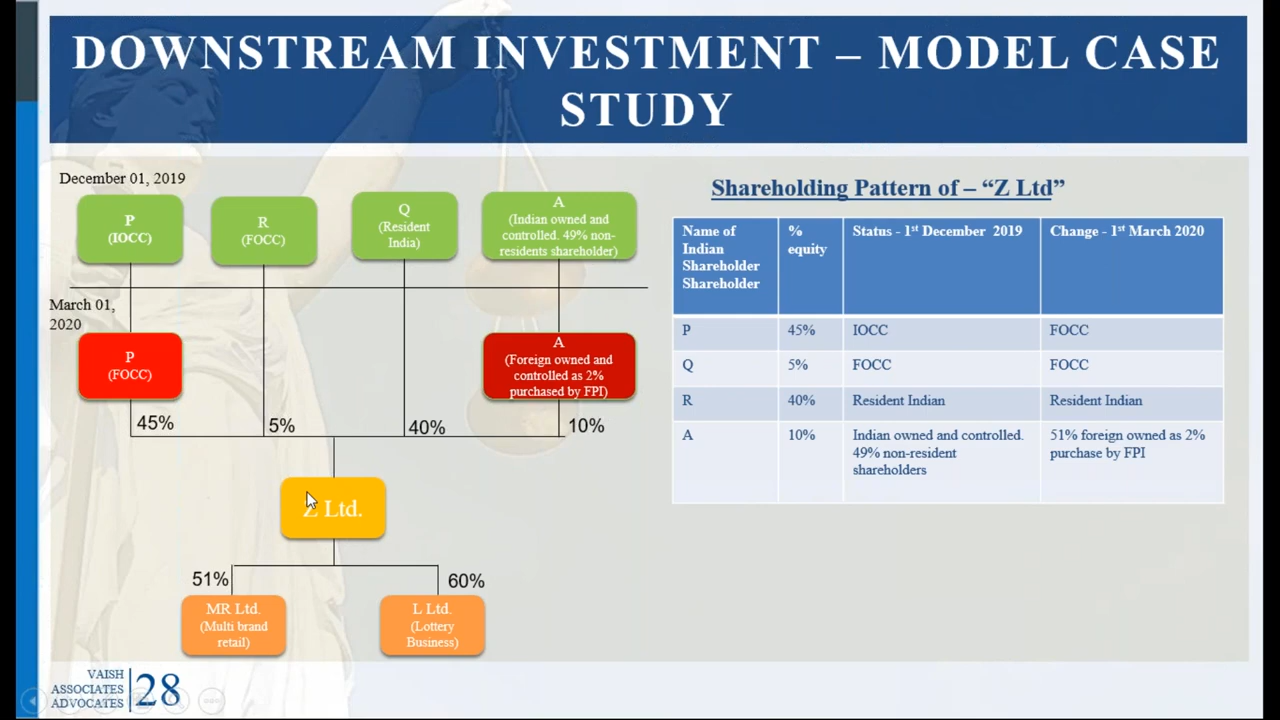 DOWNSTREAM INVESTMENT – MODEL CASE
STUDY
December 01, 2019
P
(IOCC)
R
(FOCC)
Q
(Resident
India)
A
(Indian owned and
controlled. 49% non-
residents shareholder)
March 01,
2020
P
(FOCC)
A
(Foreign owned and
controlled as 2%
purchased by FPI)
45%
5%
40%
10%
Z Ltd.
51%
60%
MR Ltd.
(Multi brand
retail)
L Ltd.
(Lottery
Business)
Shareholding Pattern of – “Z Ltd”
Name of
Indian
Shareholder
Shareholder
%
equity
Status - 1st December 2019
Change - 1st March 2020
P
45%
IOCC
FOCC
Q
5%
FOCC
FOCC
R
40%
Resident Indian
Resident Indian
A
10%
Indian owned and controlled.
49% non-resident
shareholders
51% foreign owned as 2%
purchase by FPI
VAISH
ASSOCIATES
ADVOCATES
28